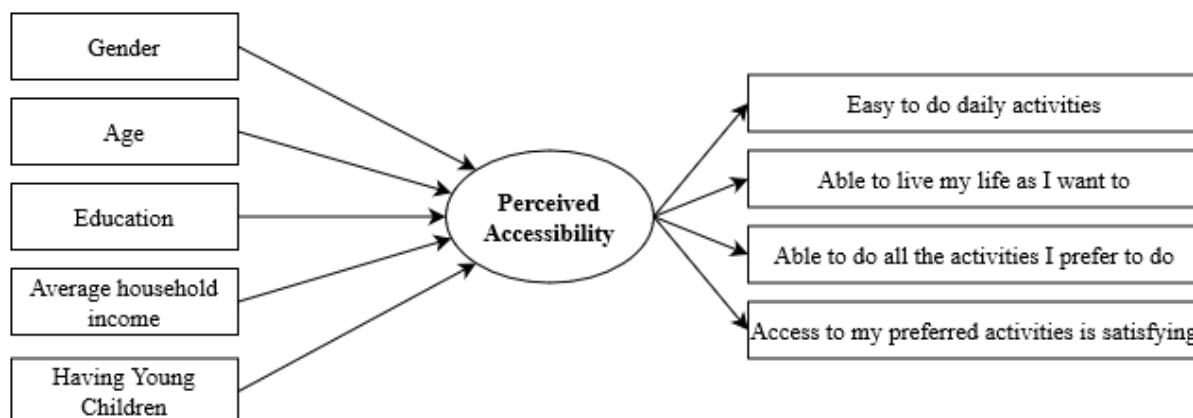 Gender
Age
Education
Average household
income
Having Young
Children
Perceived
Accessibility
Easy to do daily activities
Able to live my life as I want to
Able to do all the activities I prefer to do
Access to my preferred activities is satisfying